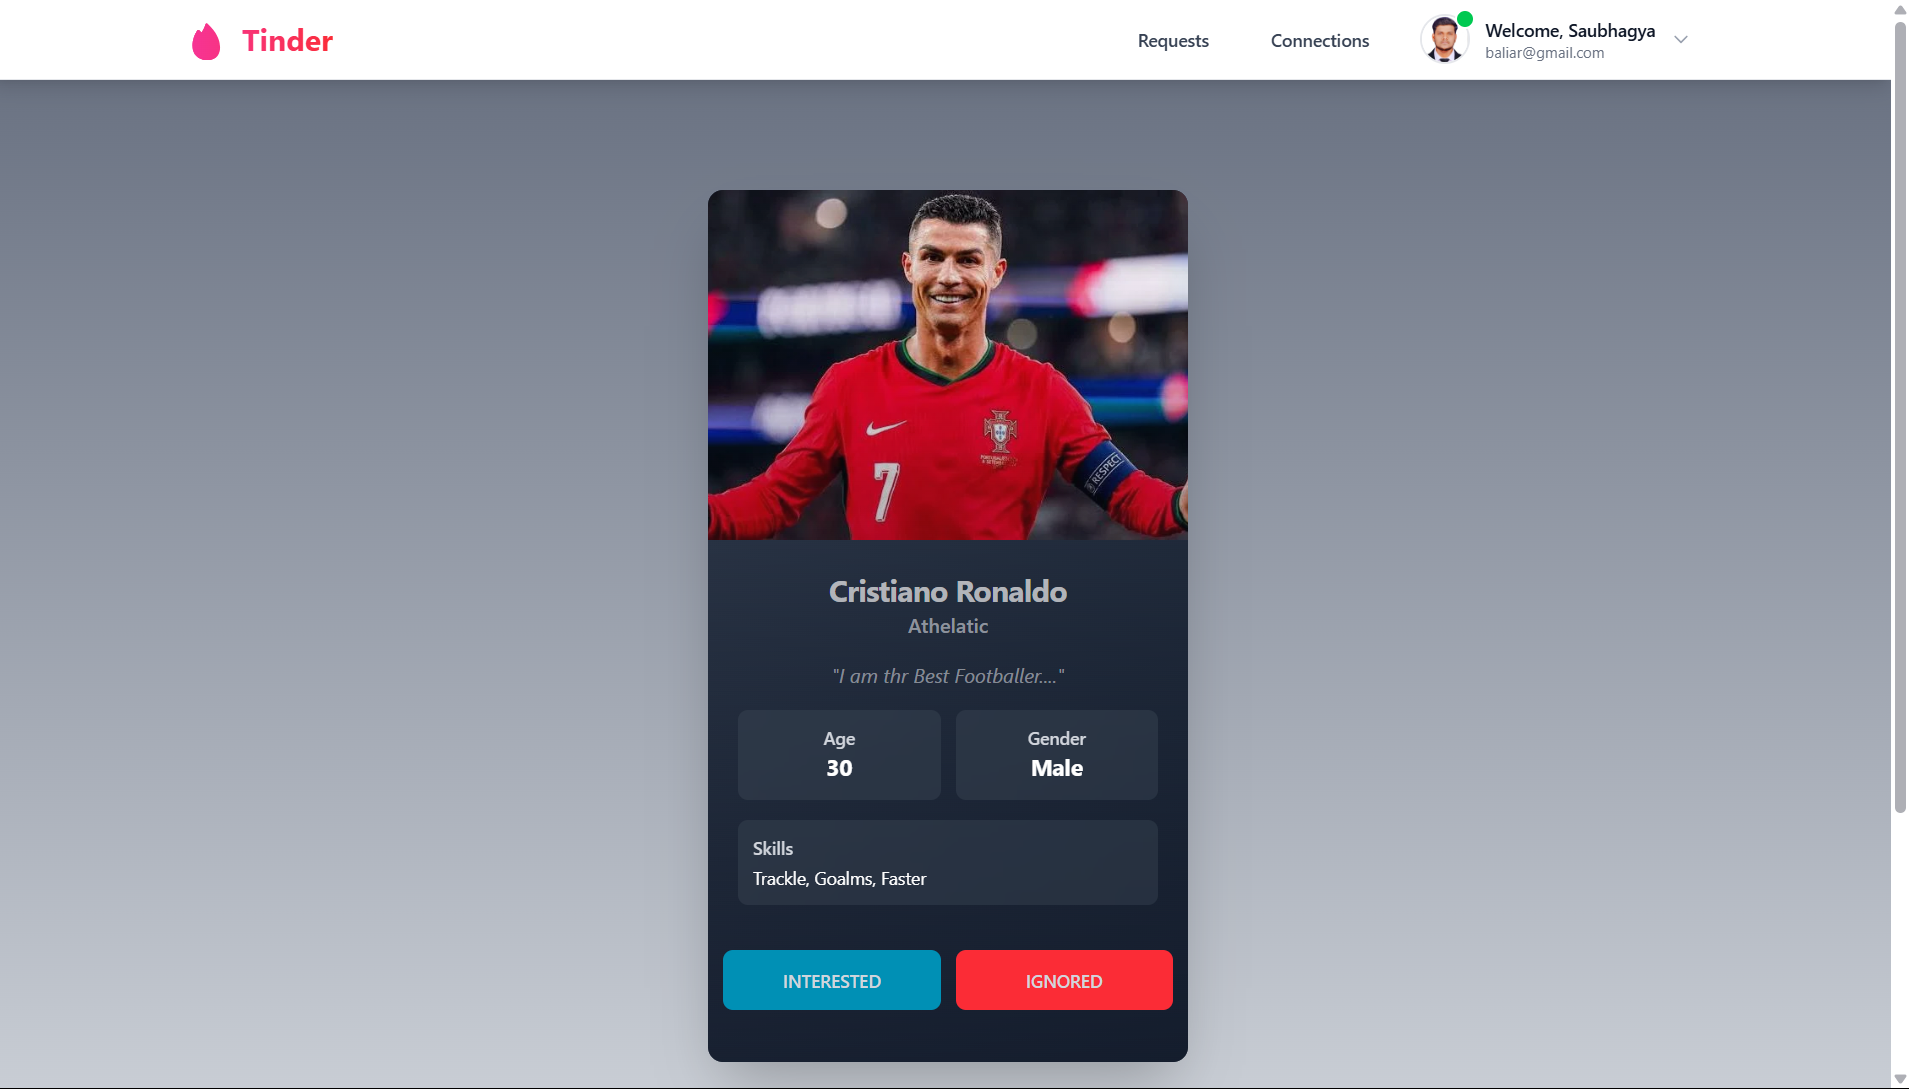 Tinder
Requests
Connections
Welcome, Saubhagya
baliar@gmail.com
7
RESPECT
Cristiano Ronaldo
Athelatic
"I am thr Best Footballer...."
Age
30
Gender
Male
Skills
Trackle, Goalms, Faster
INTERESTED
IGNORED